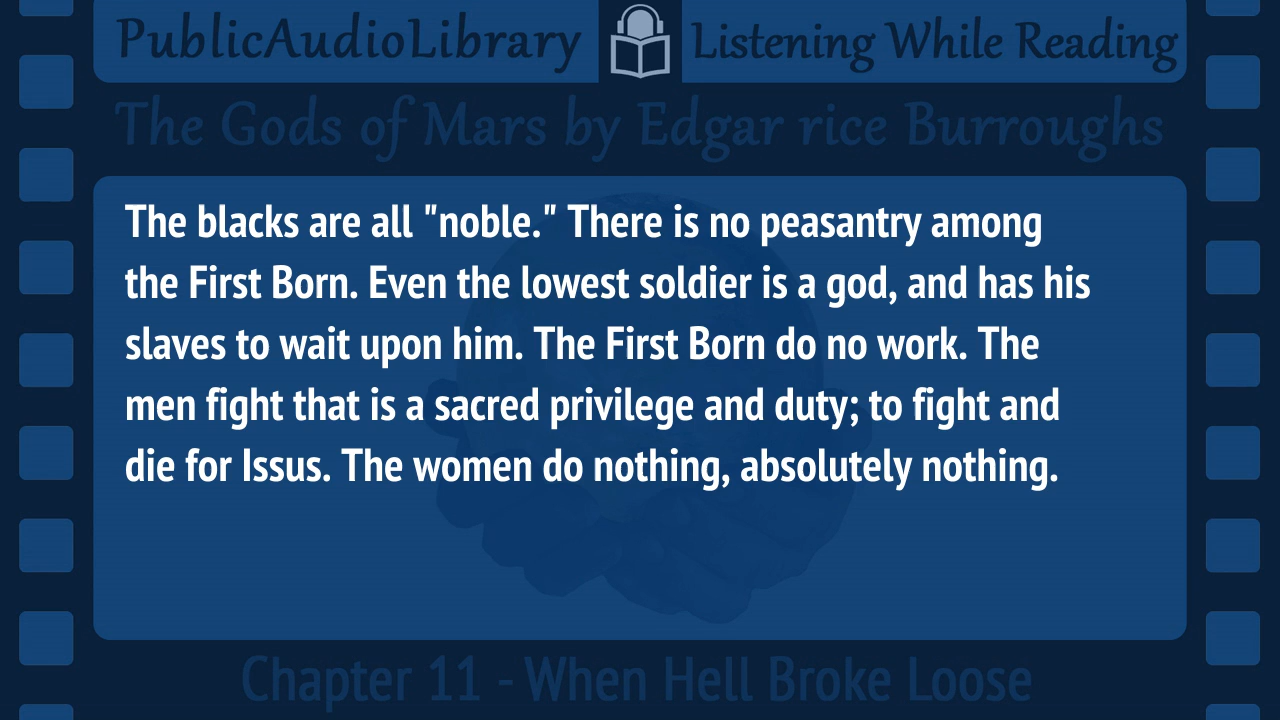 PublicAudioLibrary Listening While Reading
The Gods of Mars by Edgar rice Burroughs
The blacks are all "noble." There is no peasantry among
the First Born. Even the lowest soldier is a god, and has his
slaves to wait upon him. The First Born do no work. The
men fight that is a sacred privilege and duty; to fight and
die for Issus. The women do nothing, absolutely nothing.
Chapter 11 - When Hell Broke Loose